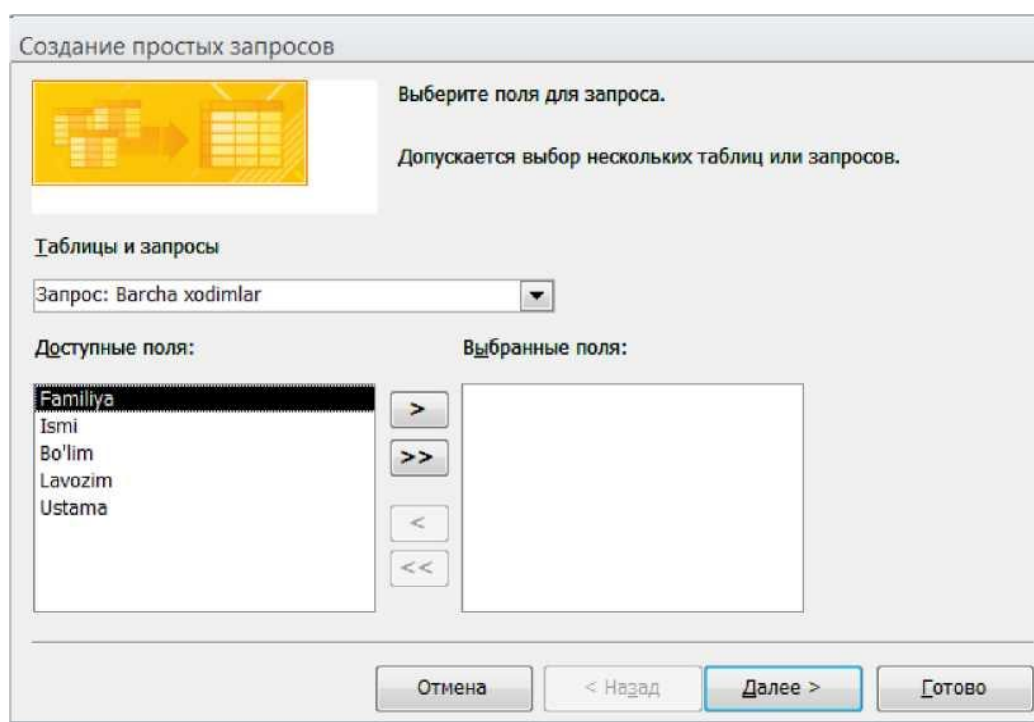 Создание простых запросов
Выберите поля для запроса.
Допускается выбор нескольких таблиц или запросов.
Таблицы и запросы
Запрос: Barcha xodimlar
Доступные поля:
Выбранные поля:
Familiya
Ismi
Bo'lim
Lavozim
Ustama
>
>>
<
<<
Отмена
< Назад
Далее >
Готово